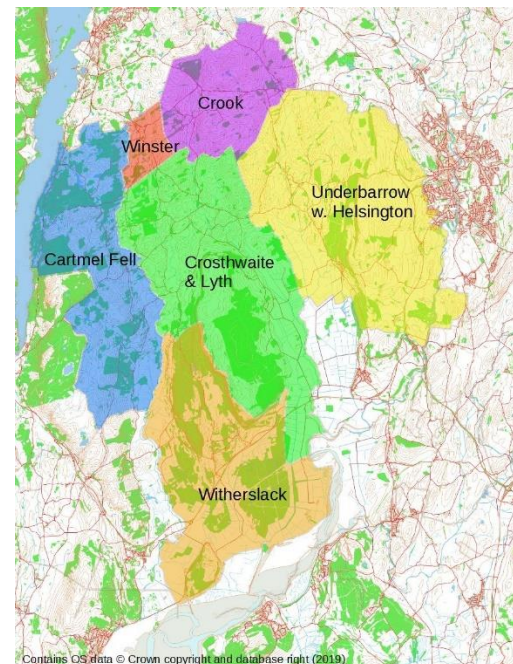 Crook
Winster
Underbarrow
w. Helsington
Cartmel Fell
Crosthwaite
& Lyth
Witherslack
Contains OS data © Crown copyright and database right (2019)